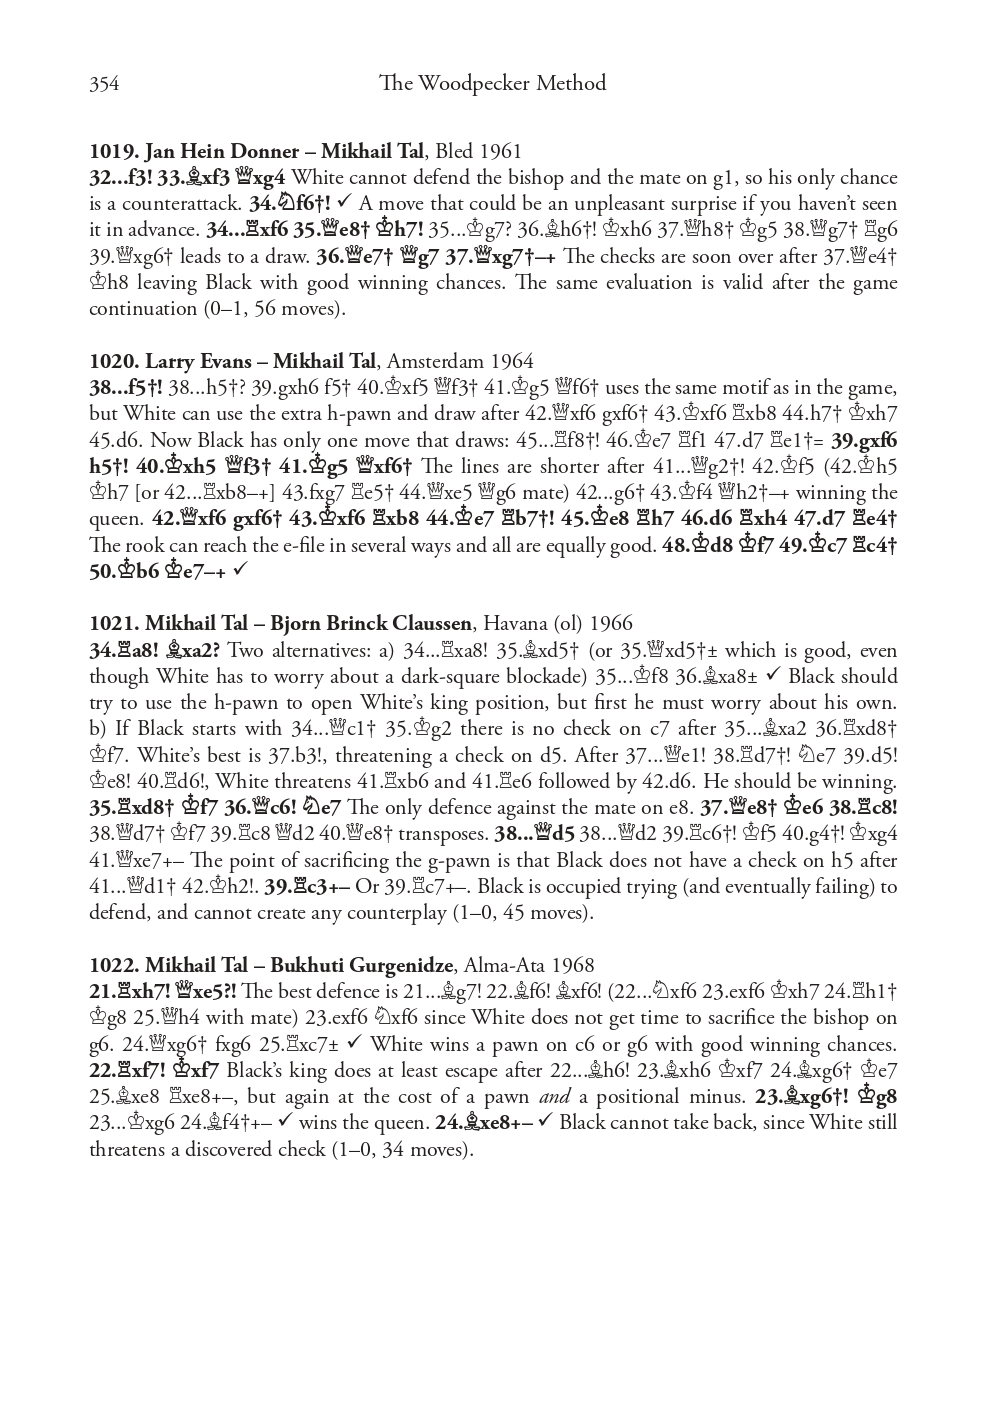 354 The Woodpecker Method
1019. Jan Hein Donner – Mikhail Tal, Bled 1961
32...f3! 33.♗xf3 ♕xg4 White cannot defend the bishop and the mate on g1, so his only chance
is a counterattack. 34.♘f6†! ✓ A move that could be an unpleasant surprise if you haven’t seen
it in advance. 34...♖xf6 35.♕e8† ♔h7! 35...♔g7? 36.♗h6†! ♔xh6 37.♕h8† ♔g5 38.♕g7† ♖g6
39.♕xg6† leads to a draw. 36.♕e7† ♕g7 37.♕xg7†–+ The checks are soon over after 37.♕e4†
♔h8 leaving Black with good winning chances. The same evaluation is valid after the game
continuation (0–1, 56 moves).
1020. Larry Evans – Mikhail Tal, Amsterdam 1964
38...f5†! 38...h5†? 39.gxh6 f5† 40.♔xf5 ♕f3† 41.♔g5 ♕f6† uses the same motif as in the game,
but White can use the extra h-pawn and draw after 42.♕xf6 gxf6† 43.♔xf6 ♖xb8 44.h7† ♔xh7
45.d6. Now Black has only one move that draws: 45...♖f8†! 46.♔e7 ♖f1 47.d7 ♖e1†= 39.gxf6
h5†! 40.♔xh5 ♕f3† 41.♔g5 ♕xf6† The lines are shorter after 41...♕g2†! 42.♔f5 (42.♔h5
♔h7 [or 42...♖xb8–+] 43.fxg7 ♖e5† 44.♕xe5 ♕g6 mate) 42...g6† 43.♔f4 ♕h2†–+ winning the
queen. 42.♕xf6 gxf6† 43.♔xf6 ♖xb8 44.♔e7 ♖b7†! 45.♔e8 ♖h7 46.d6 ♖xh4 47.d7 ♖e4†
The rook can reach the e-file in several ways and all are equally good. 48.♔d8 ♔f7 49.♔c7 ♖c4†
50.♔b6 ♔e7–+ ✓
1021. Mikhail Tal – Bjorn Brinck Claussen, Havana (ol) 1966
34.♖a8! ♗xa2? Two alternatives: a) 34...♖xa8! 35.♗xd5† (or 35.♕xd5†± which is good, even
though White has to worry about a dark-square blockade) 35...♔f8 36.♗xa8± ✓ Black should
try to use the h-pawn to open White’s king position, but first he must worry about his own.
b) If Black starts with 34...♕c1† 35.♔g2 there is no check on c7 after 35...♗xa2 36.♖xd8†
♔f7. White’s best is 37.b3!, threatening a check on d5. After 37...♕e1! 38.♖d7†! ♘e7 39.d5!
♔e8! 40.♖d6!, White threatens 41.♖xb6 and 41.♖e6 followed by 42.d6. He should be winning.
35.♖xd8† ♔f7 36.♕c6! ♘e7 The only defence against the mate on e8. 37.♕e8† ♔e6 38.♖c8!
38.♕d7† ♔f7 39.♖c8 ♕d2 40.♕e8† transposes. 38...♕d5 38...♕d2 39.♖c6†! ♔f5 40.g4†! ♔xg4
41.♕xe7+– The point of sacrificing the g-pawn is that Black does not have a check on h5 after
41...♕d1† 42.♔h2!. 39.♖c3+– Or 39.♖c7+–. Black is occupied trying (and eventually failing) to
defend, and cannot create any counterplay (1–0, 45 moves).
1022. Mikhail Tal – Bukhuti Gurgenidze, Alma-Ata 1968
21.♖xh7! ♕xe5?! The best defence is 21...♗g7! 22.♗f6! ♗xf6! (22...♘xf6 23.exf6 ♔xh7 24.♖h1†
♔g8 25.♕h4 with mate) 23.exf6 ♘xf6 since White does not get time to sacrifice the bishop on
g6. 24.♕xg6† fxg6 25.♖xc7± ✓ White wins a pawn on c6 or g6 with good winning chances.
22.♖xf7! ♔xf7 Black’s king does at least escape after 22...♗h6! 23.♗xh6 ♔xf7 24.♗xg6† ♔e7
25.♗xe8 ♖xe8+–, but again at the cost of a pawn and a positional minus. 23.♗xg6†! ♔g8
23...♔xg6 24.♗f4†+– ✓ wins the queen. 24.♗xe8+– ✓ Black cannot take back, since White still
threatens a discovered check (1–0, 34 moves).